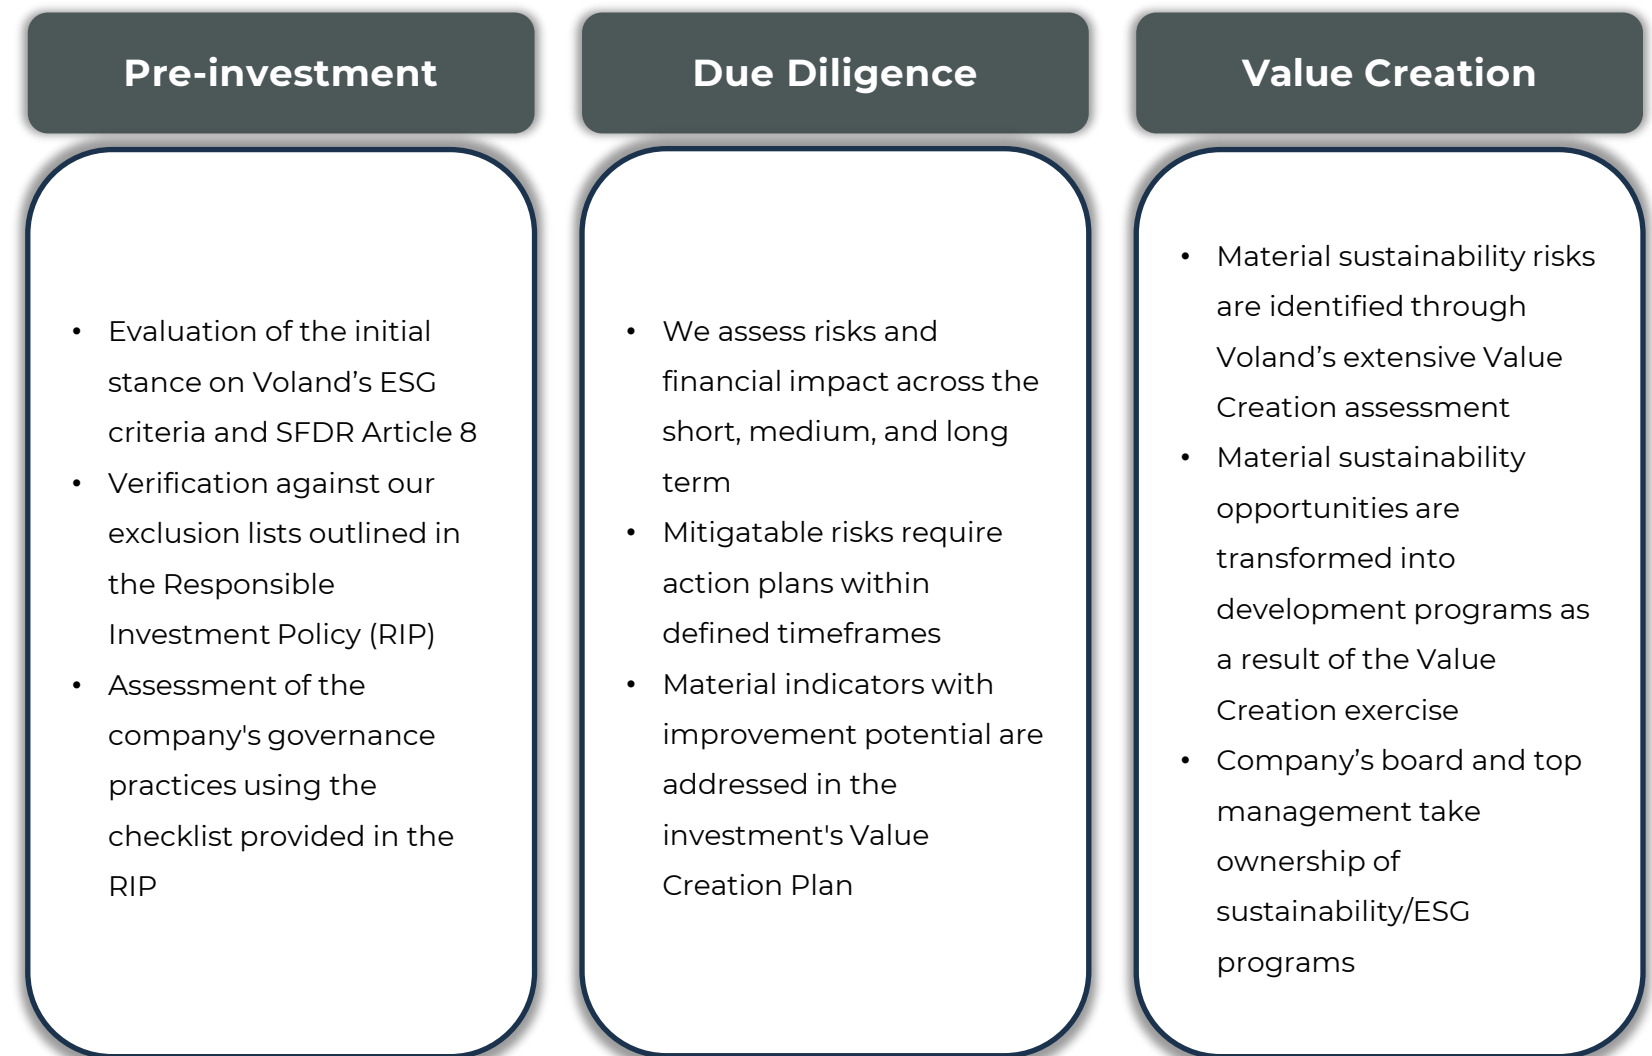 Pre-investment
• Evaluation of the initial
stance on Voland’s ESG
criteria and SFDR Article 8
• Verification against our
exclusion lists outlined in
the Responsible
Investment Policy (RIP)
• Assessment of the
company's governance
practices using the
checklist provided in the
RIP
Due Diligence
• We assess risks and
financial impact across the
short, medium, and long
term
• Mitigatable risks require
action plans within
defined timeframes
• Material indicators with
improvement potential are
addressed in the
investment's Value
Creation Plan
Value Creation
• Material sustainability risks
are identified through
Voland’s extensive Value
Creation assessment
• Material sustainability
opportunities are
transformed into
development programs as
a result of the Value
Creation exercise
• Company’s board and top
management take
ownership of
sustainability/ESG
programs